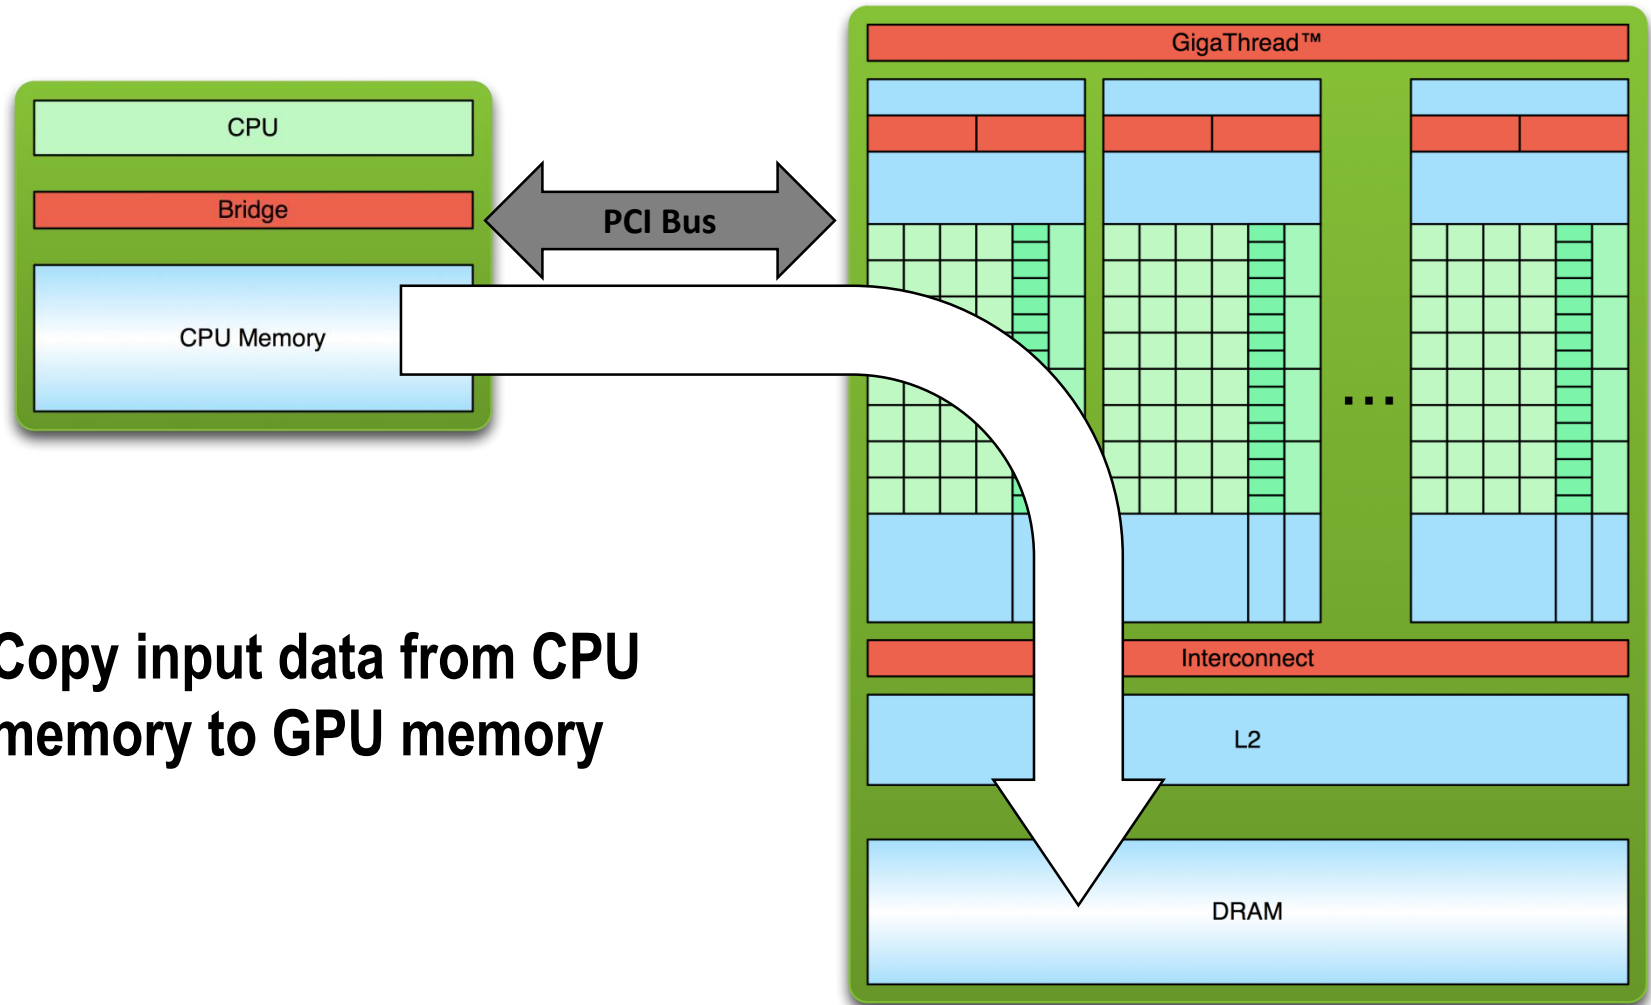 GigaThread™
CPU
Bridge
PCI Bus
CPU Memory
...
Copy input data from CPU
memory to GPU memory
Interconnect
L2
DRAM